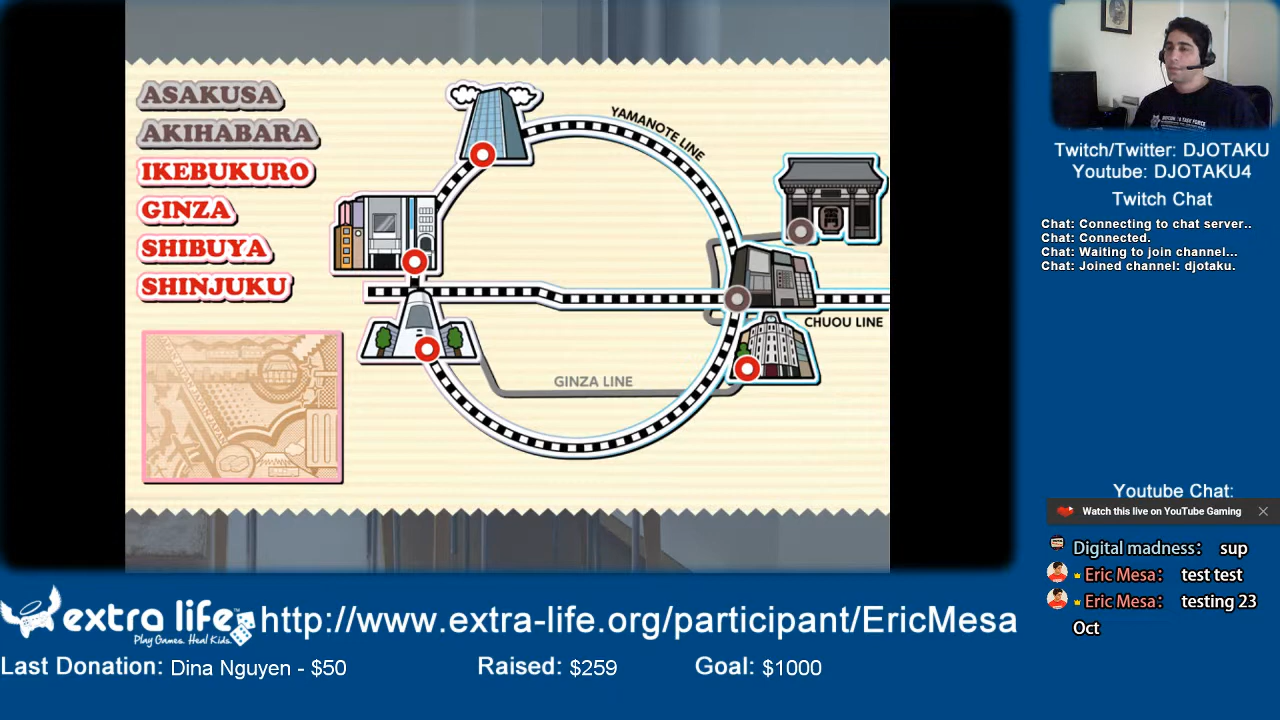 ASAKUSA
AKIHABARA
IKEBUKURO
GINZA
SHIBUYA
SHINJUKU
YAMANOTE LINE
CHUOU LINE
GINZA LINE
Twitch/Twitter: DJOTAKU
Youtube: DJOTAKU4
Twitch Chat
Chat: Connecting to chat server..
Chat: Connected.
Chat: Waiting to join channel...
Chat: Joined channel: djotaku.
Youtube Chat:
Watch this live on YouTube Gaming
Digital madness: sup
Eric Mesa: test test
Eric Mesa: testing 23
Oct
extra life
Play Games. Heal Kids.
http://www.extra-life.org/participant/EricMesa
Last Donation: Dina Nguyen - $50
Raised: $259
Goal: $1000